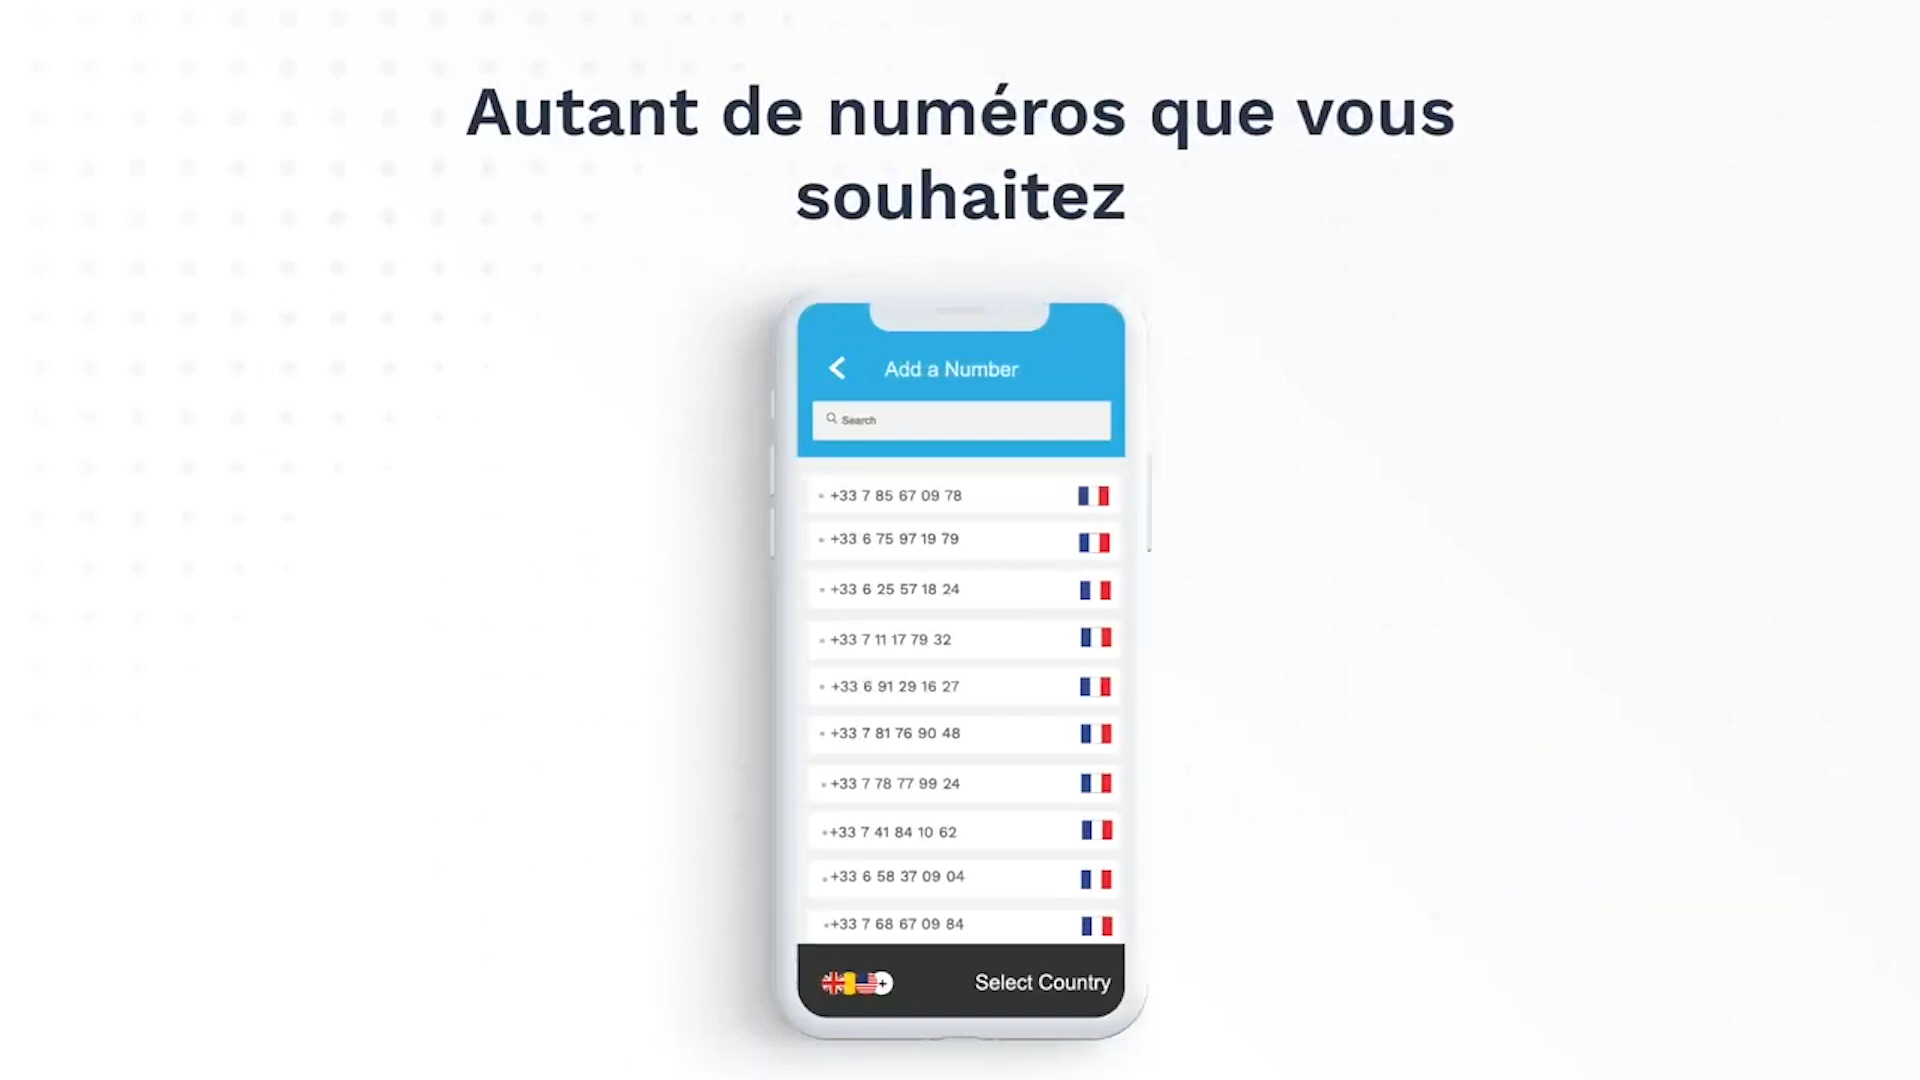 Autant de numéros que vous
souhaitez
Add a Number
Search
+33 7 85 67 09 78
+33 6 75 97 19 79
+33 6 25 57 18 24
+33 7 11 17 79 32
+33 6 91 29 16 27
+33 7 81 76 90 48
+33 7 78 77 99 24
+33 7 41 84 10 62
+33 6 58 37 09 04
+33 7 68 67 09 84
Select Country